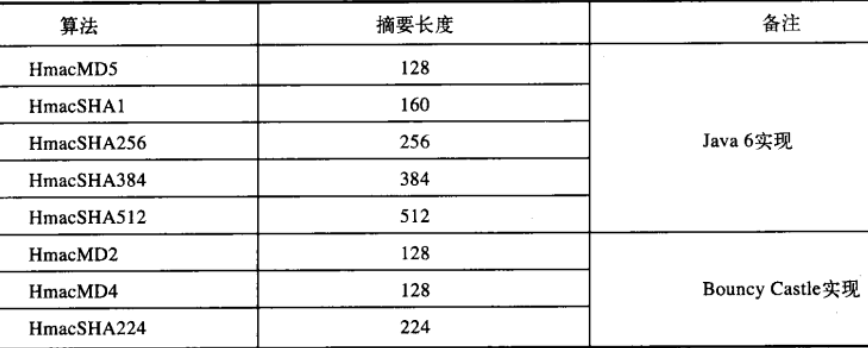 算法 摘要长度 备注
HmacMD5 128
HmacSHA1 160
HmacSHA256 256
Java 6实现
HmacSHA384 384
HmacSHA512 512
HmacMD2 128
HmacMD4 128
Bouncy Castle实现
HmacSHA224 224